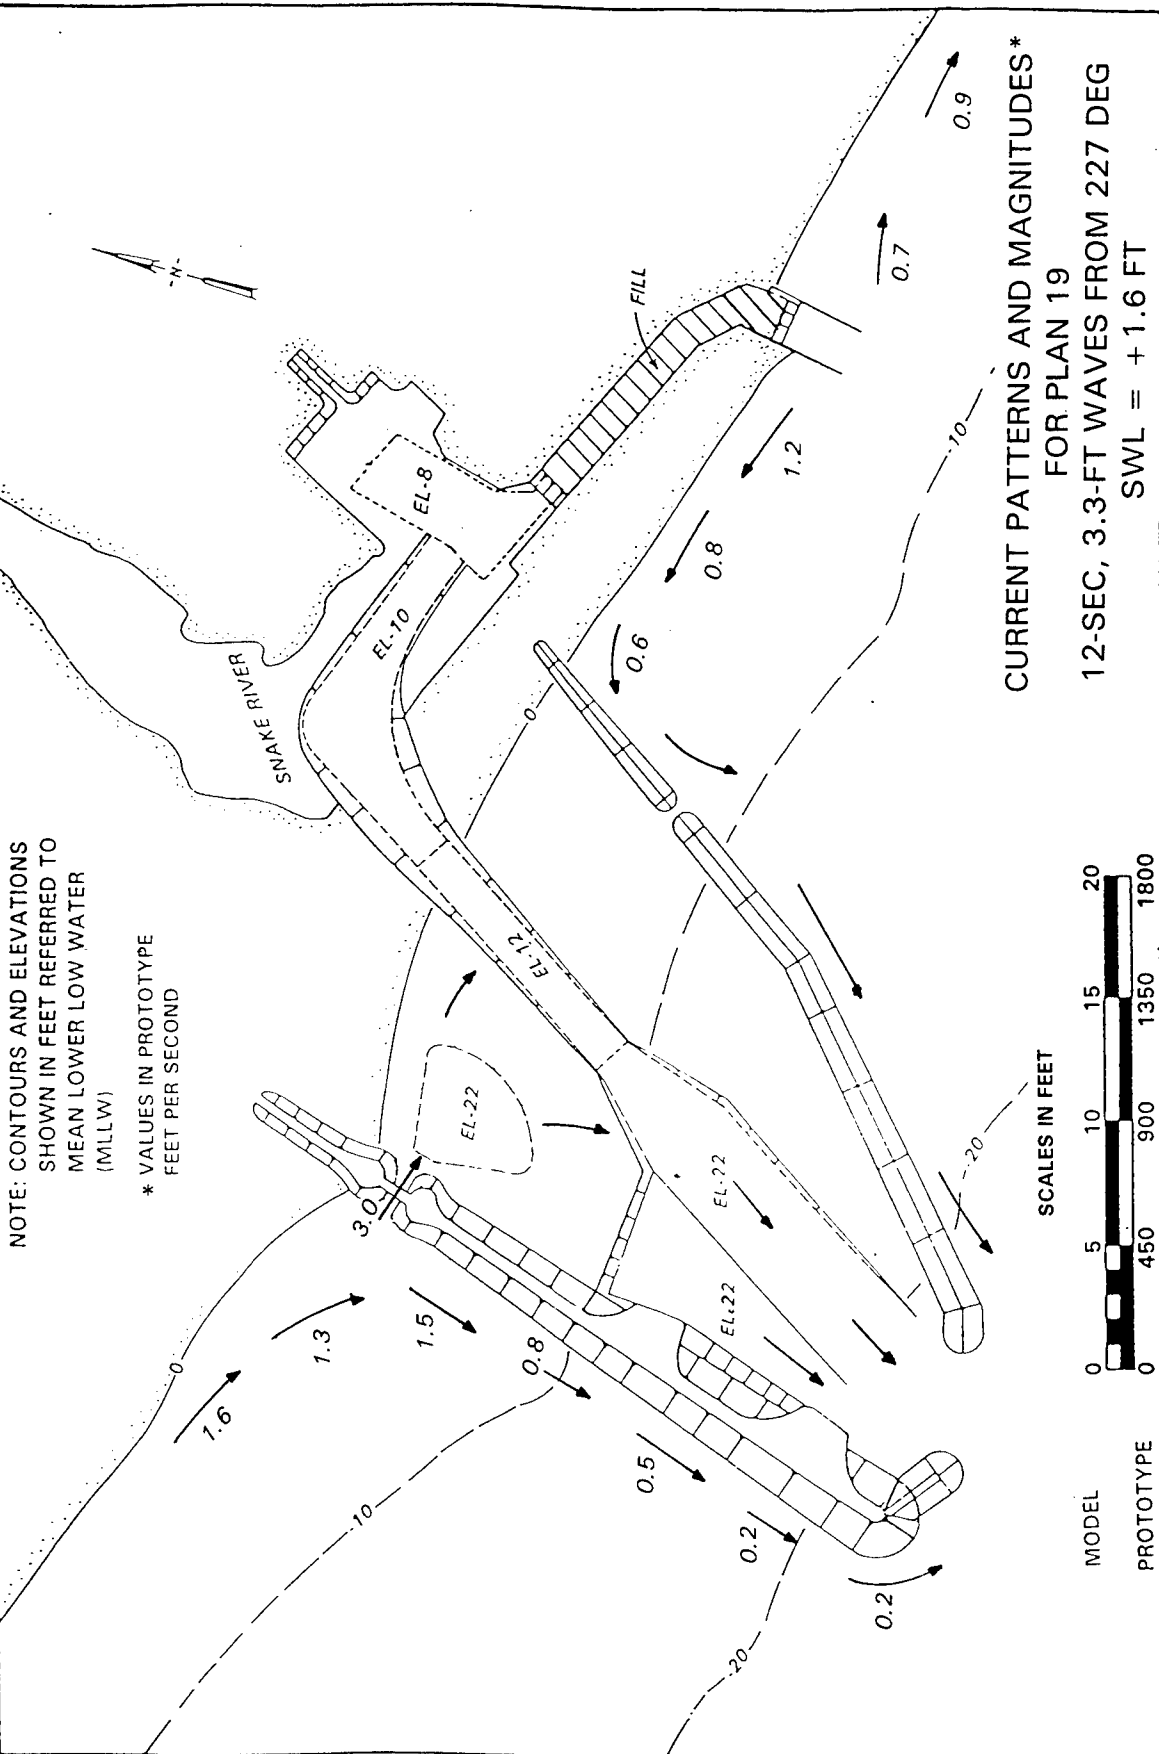 NOTE: CONTOURS AND ELEVATIONS
SHOWN IN FEET REFERRED TO
MEAN LOWER LOW WATER
(MLLW)
* VALUES IN PROTOTYPE
FEET PER SECOND
-N-
SNAKE RIVER
EL-8
EL-10
FILL
EL-12
EL-22
EL-22
EL-22
0
0
-10
-10
-20
-20
1.6
1.3
3.0
1.5
0.8
0.5
0.2
0.2
0.6
0.8
1.2
0.7
0.9
SCALES IN FEET
MODEL
0 5 10 15 20
PROTOTYPE
0 450 900 1350 1800
CURRENT PATTERNS AND MAGNITUDES*
FOR PLAN 19
12-SEC, 3.3-FT WAVES FROM 227 DEG
SWL = +1.6 FT